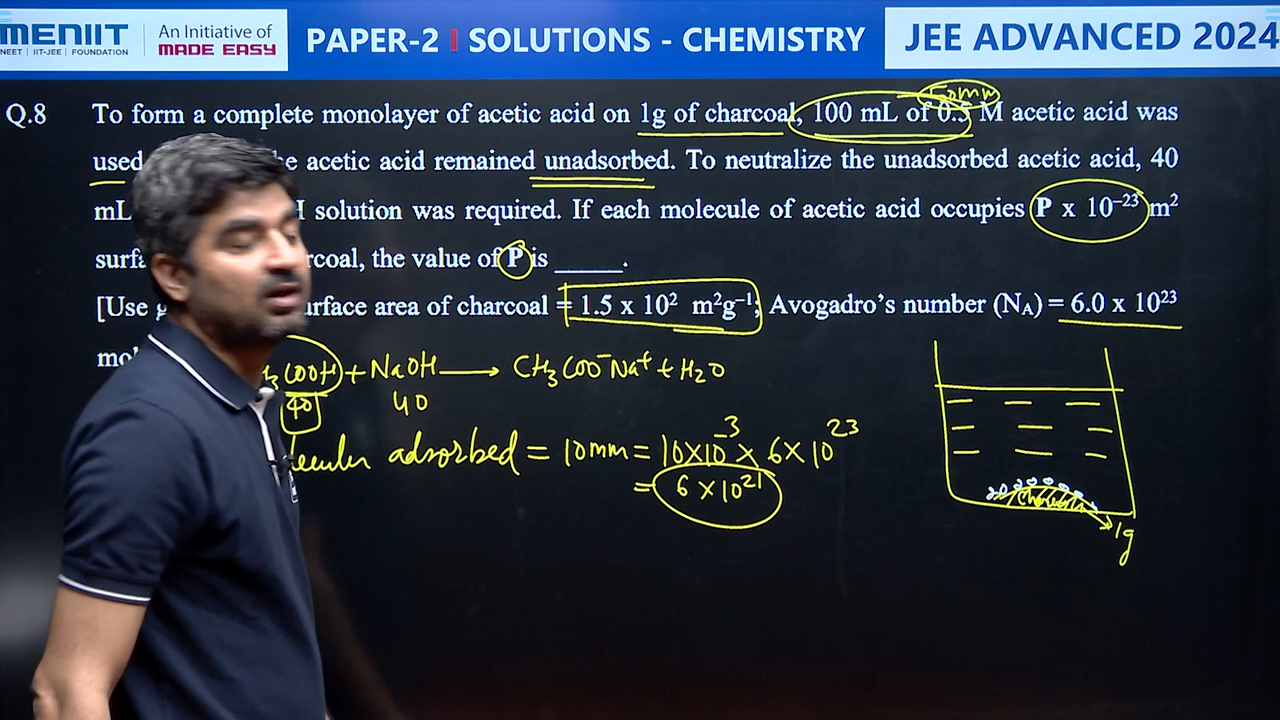 MENIIT
NEET | IIT-JEE | FOUNDATION
An Initiative of
MADE EASY
PAPER-2 I SOLUTIONS - CHEMISTRY
JEE ADVANCED 2024
50mm
Q.8 To form a complete monolayer of acetic acid on 1g of charcoal, 100 mL of 0.5 M acetic acid was
used acetic acid remained unadsorbed. To neutralize the unadsorbed acetic acid, 40
mL solution was required. If each molecule of acetic acid occupies P x 10⁻²³ m²
charcoal, the value of P is _____.
[Use surface area of charcoal = 1.5 x 10² m²g⁻¹; Avogadro's number (N_A) = 6.0 x 10²³
COOH + NaOH → CH₃COO⁻Na⁺ + H₂O
40 40
adsorbed = 10mm = 10×10⁻³ × 6×10²³
= 6×10²¹
Charcoal
1g